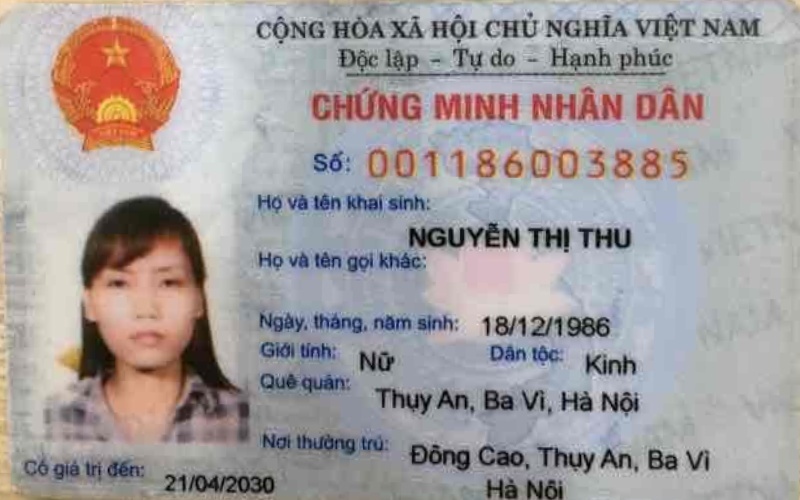 CỘNG HÒA XÃ HỘI CHỦ NGHĨA VIỆT NAM
Độc lập - Tự do - Hạnh phúc
CHỨNG MINH NHÂN DÂN
Số: 001186003885
Họ và tên khai sinh:
NGUYỄN THỊ THU
Họ và tên gọi khác:
Ngày, tháng, năm sinh: 18/12/1986
Giới tính: Nữ Dân tộc: Kinh
Quê quán:
Thụy An, Ba Vì, Hà Nội
Nơi thường trú:
Đông Cao, Thụy An, Ba Vì
Hà Nội
Có giá trị đến: 21/04/2030